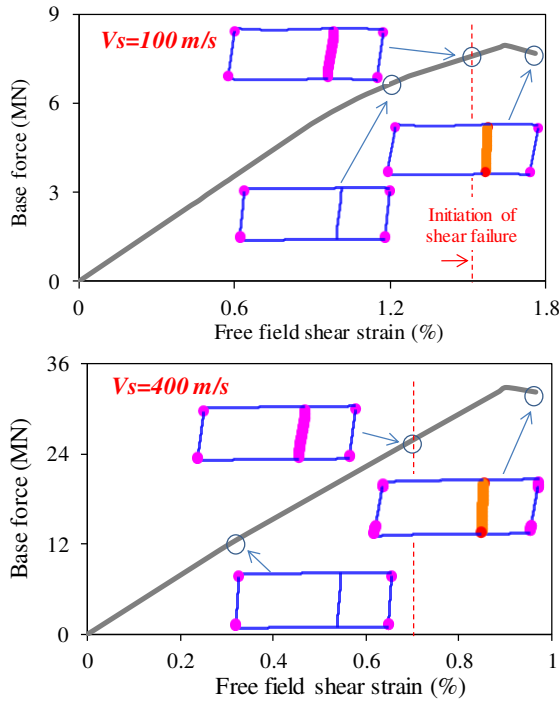 Vs=100 m/s
Base force (MN)
9
6
3
0
Initiation of
shear failure
0
0.6
1.2
1.8
Free field shear strain (%)
Vs=400 m/s
Base force (MN)
36
24
12
0
0
0.2
0.4
0.6
0.8
1
Free field shear strain (%)